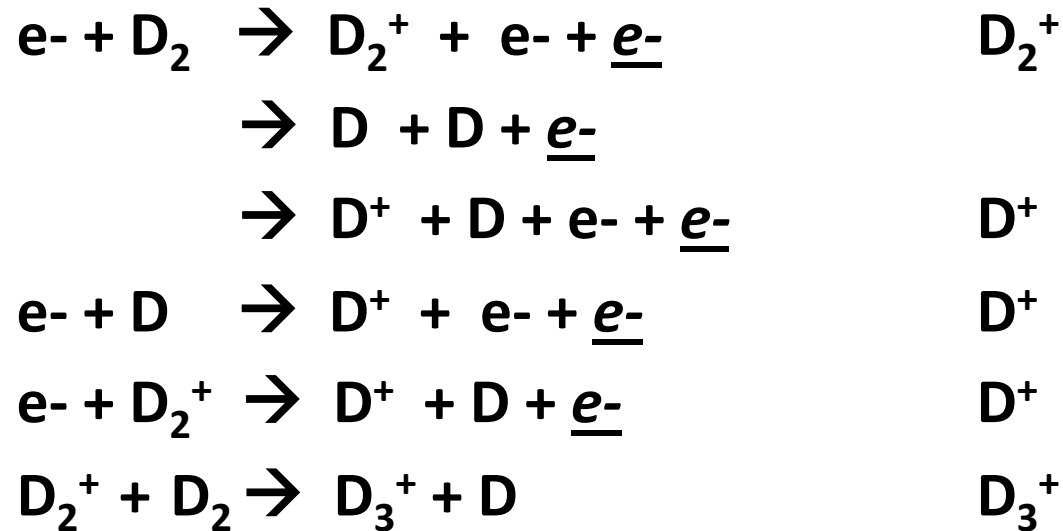 e- + D₂ → D₂⁺ + e- + e- D₂⁺
→ D + D + e-
→ D⁺ + D + e- + e- D⁺
e- + D → D⁺ + e- + e- D⁺
e- + D₂⁺ → D⁺ + D + e- D⁺
D₂⁺ + D₂ → D₃⁺ + D D₃⁺